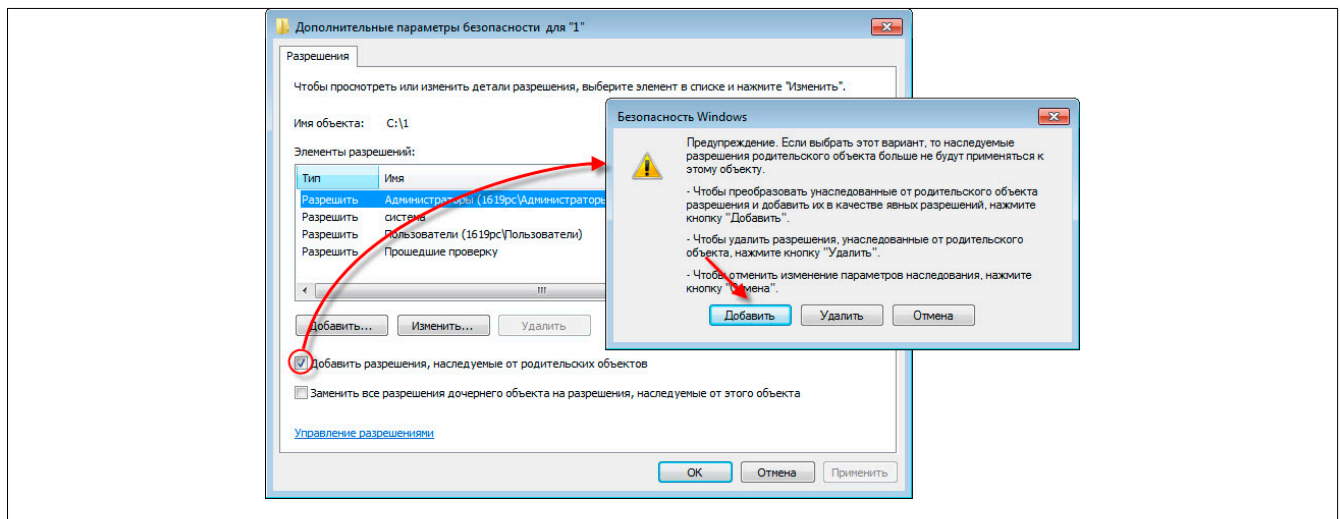 Дополнительные параметры безопасности для "1"
Разрешения
Чтобы просмотреть или изменить детали разрешения, выберите элемент в списке и нажмите "Изменить".
Имя объекта: C:\1
Элементы разрешений:
Тип Имя
Разрешить Администраторы (1619pc\Администраторы
Разрешить система
Разрешить Пользователи (1619pc\Пользователи)
Разрешить Прошедшие проверку
Добавить... Изменить... Удалить
Добавить разрешения, наследуемые от родительских объектов
Заменить все разрешения дочернего объекта на разрешения, наследуемые от этого объекта
Управление разрешениями
ОК Отмена Применить
Безопасность Windows
Предупреждение. Если выбрать этот вариант, то наследуемые
разрешения родительского объекта больше не будут применяться к
этому объекту.
- Чтобы преобразовать унаследованные от родительского объекта
разрешения и добавить их в качестве явных разрешений, нажмите
кнопку "Добавить".
- Чтобы удалить разрешения, унаследованные от родительского
объекта, нажмите кнопку "Удалить".
- Чтобы отменить изменение параметров наследования, нажмите
кнопку "Отмена".
Добавить Удалить Отмена